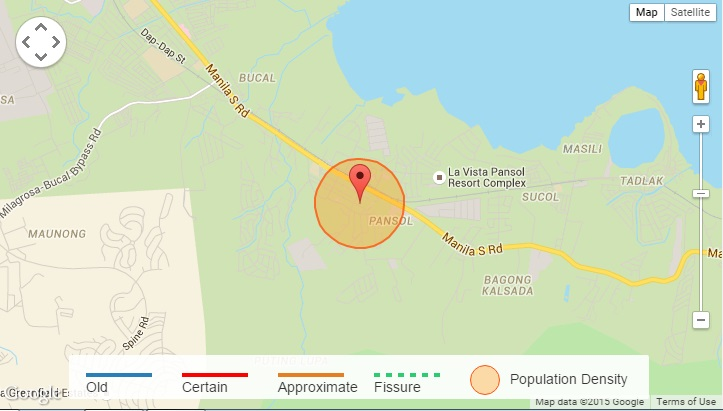 Map Satellite
Dap-Dap St
BUCAL
Manila S Rd
SA
Milagrosa-Bucal Bypass Rd
MASILI
La Vista Pansol
Resort Complex
TADLAK
SUCOL
PANSOL
MAUNONG
Manila S Rd
Ma
BAGONG
KALSADA
Spine Rd
Old
Certain
Approximate
Fissure
Population Density
Google
Map data ©2015 Google
Terms of Use